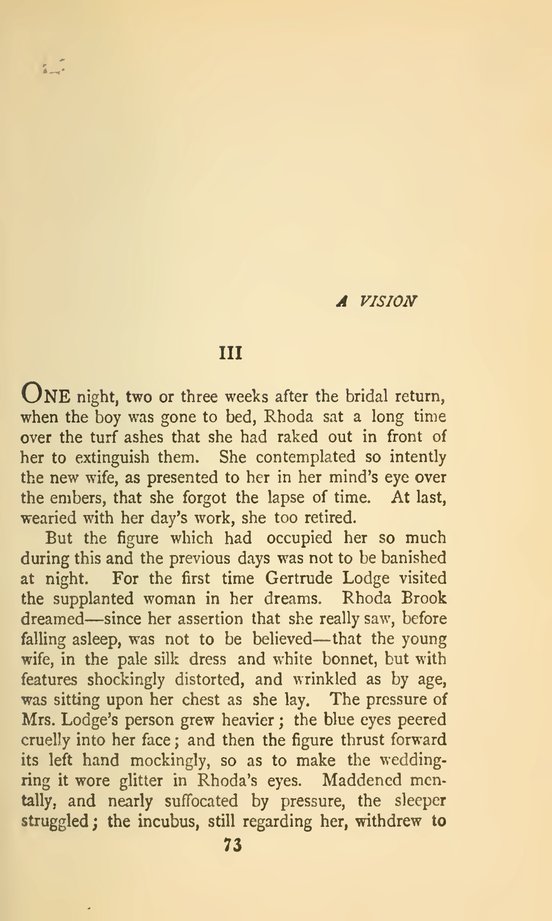 A VISION
III
ONE night, two or three weeks after the bridal return,
when the boy was gone to bed, Rhoda sat a long time
over the turf ashes that she had raked out in front of
her to extinguish them. She contemplated so intently
the new wife, as presented to her in her mind's eye over
the embers, that she forgot the lapse of time. At last,
wearied with her day's work, she too retired.
But the figure which had occupied her so much
during this and the previous days was not to be banished
at night. For the first time Gertrude Lodge visited
the supplanted woman in her dreams. Rhoda Brook
dreamed—since her assertion that she really saw, before
falling asleep, was not to be believed—that the young
wife, in the pale silk dress and white bonnet, but with
features shockingly distorted, and wrinkled as by age,
was sitting upon her chest as she lay. The pressure of
Mrs. Lodge's person grew heavier; the blue eyes peered
cruelly into her face; and then the figure thrust forward
its left hand mockingly, so as to make the wedding-
ring it wore glitter in Rhoda's eyes. Maddened men-
tally, and nearly suffocated by pressure, the sleeper
struggled; the incubus, still regarding her, withdrew to
73